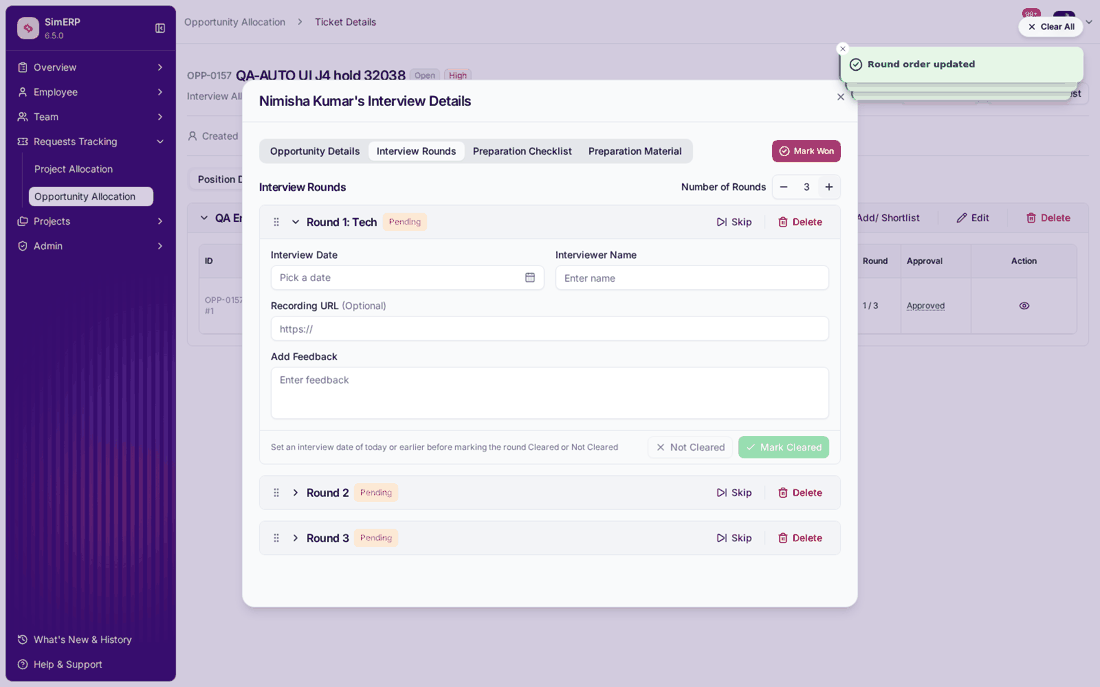 SimERP
6.5.0
Overview
Employee
Team
Requests Tracking
Project Allocation
Opportunity Allocation
Projects
Admin
What's New & History
Help & Support
Opportunity Allocation > Ticket Details
99+
Clear All
Round order updated
OPP-0157 QA-AUTO UI J4 hold 32038 Open High
Interview All
Created
Position D
QA En
Add/ Shortlist Edit Delete
ID Round Approval Action
OPP-0157 1 / 3 Approved
#1
Nimisha Kumar's Interview Details
Opportunity Details Interview Rounds Preparation Checklist Preparation Material Mark Won
Interview Rounds Number of Rounds 3
Round 1: Tech Pending Skip Delete
Interview Date Interviewer Name
Pick a date Enter name
Recording URL (Optional)
https://
Add Feedback
Enter feedback
Set an interview date of today or earlier before marking the round Cleared or Not Cleared Not Cleared Mark Cleared
Round 2 Pending Skip Delete
Round 3 Pending Skip Delete